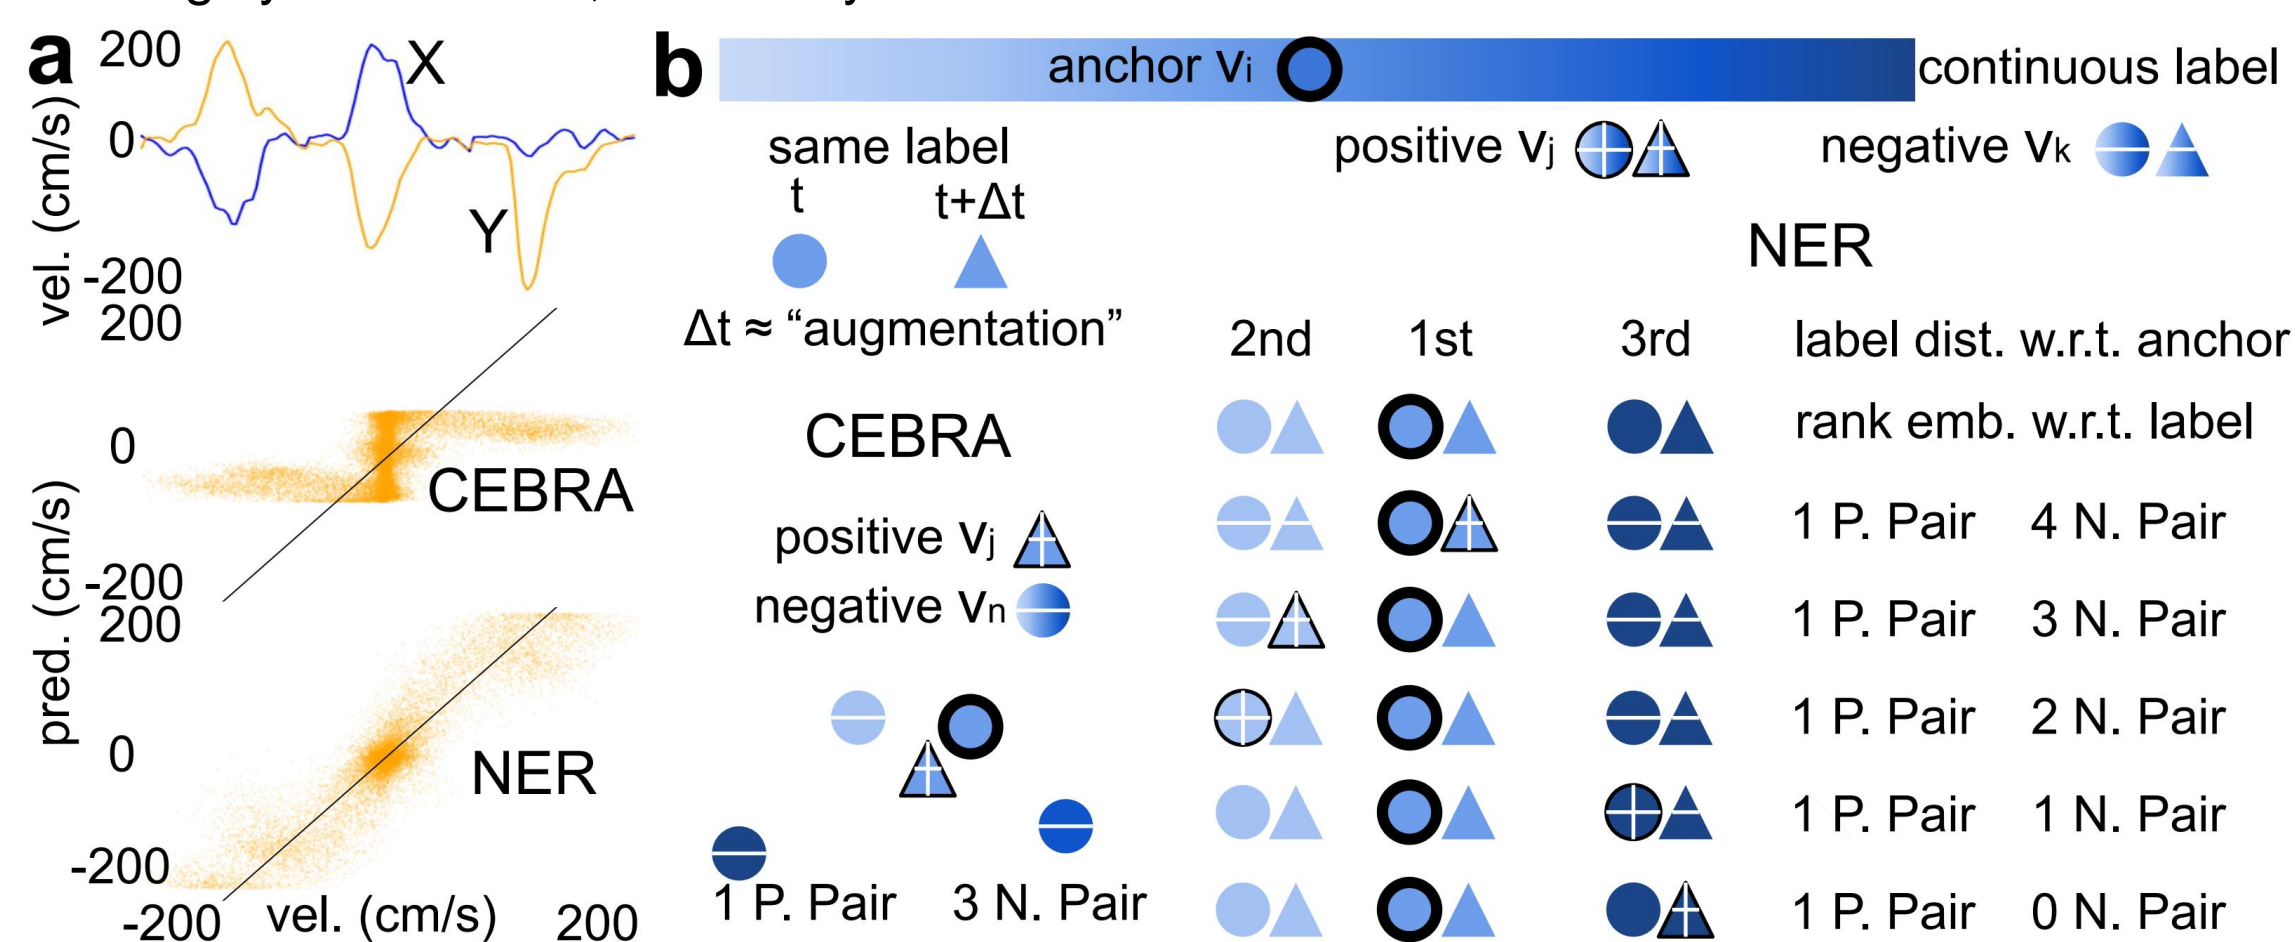 a
200
0
-200
vel. (cm/s)
X
Y
200
0
-200
CEBRA
200
0
-200
pred. (cm/s)
NER
-200 vel. (cm/s) 200
b
anchor vi
continuous label
same label
t t+Δt
Δt ≈ “augmentation”
positive vj
negative vk
CEBRA
positive vj
negative vn
1 P. Pair 3 N. Pair
NER
2nd 1st 3rd label dist. w.r.t. anchor
rank emb. w.r.t. label
1 P. Pair 4 N. Pair
1 P. Pair 3 N. Pair
1 P. Pair 2 N. Pair
1 P. Pair 1 N. Pair
1 P. Pair 0 N. Pair